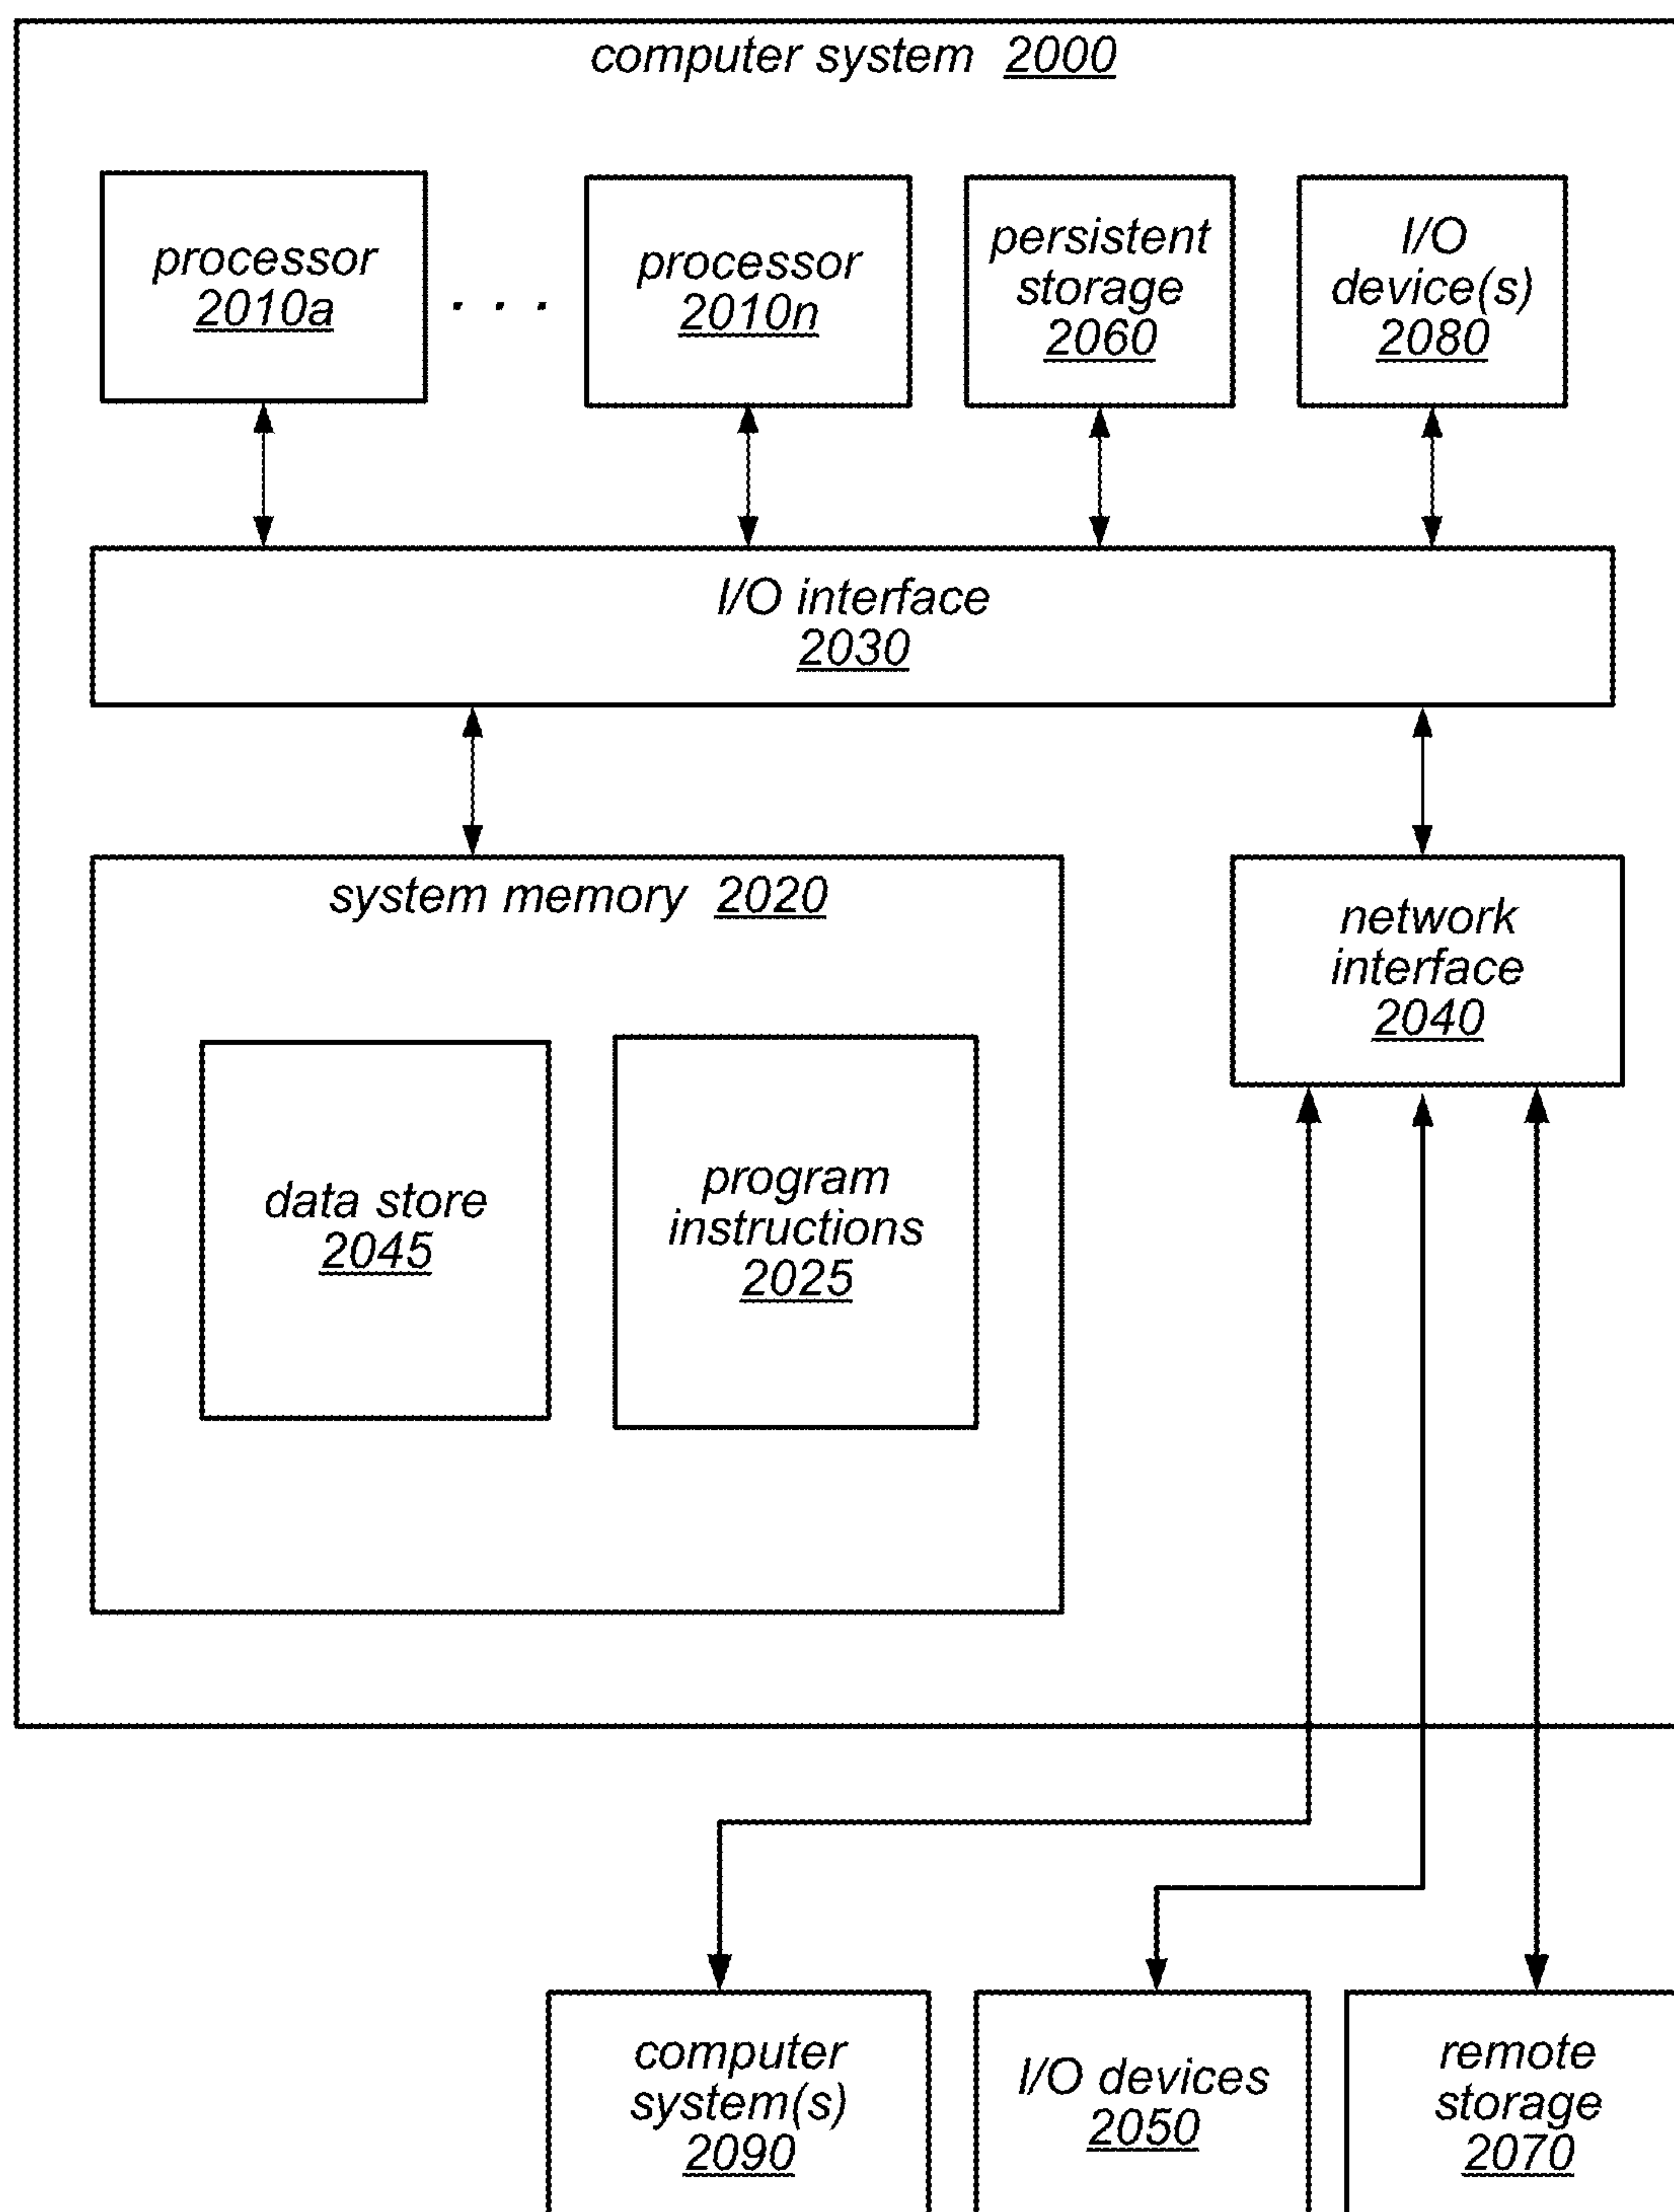 computer system 2000
processor
2010a
. . .
processor
2010n
persistent
storage
2060
I/O
device(s)
2080
I/O interface
2030
system memory 2020
data store
2045
program
instructions
2025
network
interface
2040
computer
system(s)
2090
I/O devices
2050
remote
storage
2070